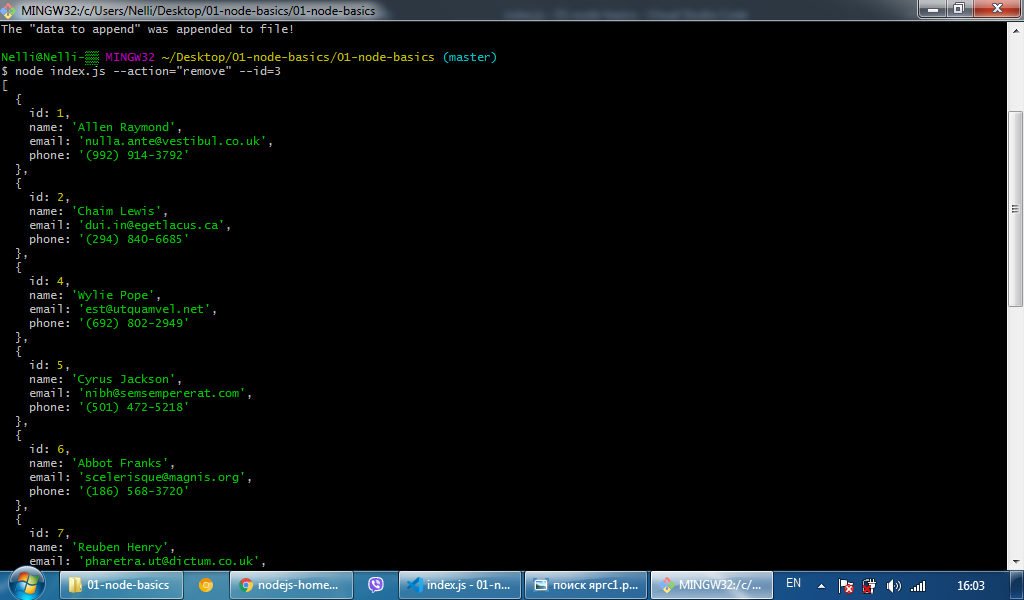 MINGW32:/c/Users/Nelli/Desktop/01-node-basics/01-node-basics
The "data to append" was appended to file!
Nelli@Nelli- MINGW32 ~/Desktop/01-node-basics/01-node-basics (master)
$ node index.js --action="remove" --id=3
[
  {
    id: 1,
    name: 'Allen Raymond',
    email: 'nulla.ante@vestibul.co.uk',
    phone: '(992) 914-3792'
  },
  {
    id: 2,
    name: 'Chaim Lewis',
    email: 'dui.in@egetlacus.ca',
    phone: '(294) 840-6685'
  },
  {
    id: 4,
    name: 'Wylie Pope',
    email: 'est@utquamvel.net',
    phone: '(692) 802-2949'
  },
  {
    id: 5,
    name: 'Cyrus Jackson',
    email: 'nibh@semsempererat.com',
    phone: '(501) 472-5218'
  },
  {
    id: 6,
    name: 'Abbot Franks',
    email: 'scelerisque@magnis.org',
    phone: '(186) 568-3720'
  },
  {
    id: 7,
    name: 'Reuben Henry',
    email: 'pharetra.ut@dictum.co.uk',
01-node-basics nodejs-home... index.js - 01-n... поиск яргс1.p... MINGW32:/c/... EN 16:03